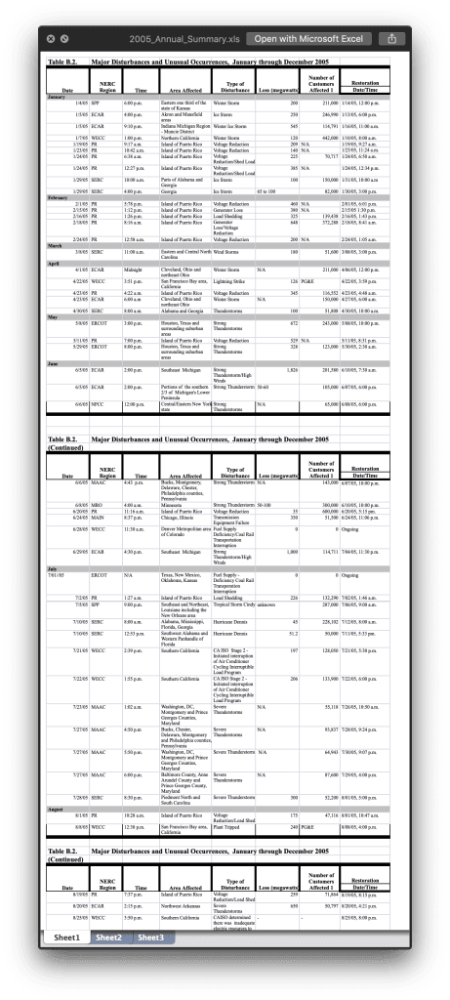 2005_Annual_Summary.xls Open with Microsoft Excel
Table B.2. Major Disturbances and Unusual Occurrences, January through December 2005
Date NERC Region Time Area Affected Type of Disturbance Loss (megawatts) Number of Customers Affected 1 Restoration Date/Time
January
1/4/05 SPP 6:00 p.m. Eastern one third of the state of Kansas Winter Storm 200 211,000 1/14/05, 12:00 p.m.
1/5/05 ECAR 4:00 p.m. Akron and Mansfield areas Ice Storm 250 246,990 1/13/05, 6:00 p.m.
1/5/05 ECAR 9:10 p.m. Indiana Michigan Region - Muncie District Winter Ice Storm 545 114,791 1/16/05, 11:00 a.m.
1/7/05 WECC 1:00 p.m. Northern California Winter Storm 120 442,000 1/10/05, 8:00 a.m.
1/19/05 PR 9:17 a.m. Island of Puerto Rico Voltage Reduction 209 N/A 1/19/05, 9:27 a.m.
1/23/05 PR 10:42 a.m. Island of Puerto Rico Voltage Reduction 140 N/A 1/23/05, 11:24 a.m.
1/24/05 PR 6:38 a.m. Island of Puerto Rico Voltage Reduction/Shed Load 225 70,717 1/24/05, 6:58 a.m.
1/24/05 PR 12:27 p.m. Island of Puerto Rico Voltage Reduction/Shed Load 385 N/A 1/24/05, 12:34 p.m.
1/29/05 SERC 10:00 a.m. Parts of Alabama and Georgia Ice Storm 100 150,000 1/31/05, 10:00 a.m
1/29/05 SERC 4:00 p.m. Georgia Ice Storm 65 to 100 82,000 1/30/05, 3:00 p.m.
February
2/1/05 PR Island of Puerto Rico Voltage Reduction 460 N/A 2/01/05, 6:01 p.m.
2/15/05 PR 1:12 p.m. Island of Puerto Rico Generator Loss 380 N/A 2/15/05 1:30 p.m.
2/16/05 PR 1:26 p.m. Island of Puerto Rico Load Shedding 325 2/16/05, 1:43 p.m.
2/18/05 PR 8:16 a.m. Island of Puerto Rico Generator Loss/Voltage Reduction 648 372,288 2/18/05, 8:41 a.m.
2/24/05 PR 12:58 a.m. Island of Puerto Rico Voltage Reduction 200 N/A 2/24/05, 1:05 a.m.
March
3/8/05 SERC 11:00 a.m. Eastern and Central North Carolina Wind Storms 180 51,600 3/08/05, 3:00 p.m.
April
4/1/05 ECAR Midnight Cleveland, Ohio and northeast Ohio Winter Storm N/A 211,000 4/06/05, 12:00 p.m.
4/22/05 WECC 3:51 p.m. San Francisco Bay area, California Lightning Strike 126 PG&E 4/22/05, 3:59 p.m.
4/23/05 PR 4:22 a.m. Island of Puerto Rico Voltage Reduction 345 116,552 4/23/05, 4:48 a.m.
4/23/05 ECAR 6:00 a.m. Cleveland, Ohio and northeast Ohio Winter Storm N/A 150,000 4/27/05, 6:00 p.m.
4/30/05 SERC 8:00 a.m. Alabama and Georgia Thunderstorms 100 51,808 4/30/05, 10:00 a.m.
May
5/8/05 ERCOT 3:00 p.m. Houston, Texas and surrounding suburban areas Strong Thunderstorms 672 243,000 5/08/05, 10:00 p.m.
5/11/05 PR 7:00 p.m. Island of Puerto Rico Voltage Reduction 529 N/A 5/11/05, 8:31 p.m.
5/29/05 ERCOT 8:00 p.m. Houston, Texas and surrounding suburban areas Strong Thunderstorms 328 123,000 5/30/05, 2:30 a.m.
June
6/5/05 ECAR 2:00 p.m. Southeast Michigan Strong Thunderstorm/High Winds 1,826 201,580 6/10/05, 7:30 a.m.
6/5/05 ECAR 2:00 p.m. Portions of the southern 2/3 of Michigan's Lower Peninsula Strong Thunderstorms 50-60 105,000 6/07/05, 6:00 p.m.
6/6/05 NPCC 12:00 p.m. Central/Eastern New York state Strong Thunderstorms N/A 65,000 6/08/05, 6:00 p.m.
Table B.2. Major Disturbances and Unusual Occurrences, January through December 2005
(Continued)
Date NERC Region Time Area Affected Type of Disturbance Loss (megawatts) Number of Customers Affected 1 Restoration Date/Time
6/6/05 MAAC 4:43 p.m. Bucks, Montgomery, Delaware, Chester, Philadelphia counties, Pennsylvania Strong Thunderstorms N/A 143,000 6/07/05, 10:00 p.m.
6/8/05 MRO 4:00 a.m. Minnesota Strong Thunderstorms 50-100 300,000 6/10/05, 10:00 p.m.
6/20/05 PR 11:16 a.m. Island of Puerto Rico Voltage Reduction 35 600,000 6/20/05, 3:15 p.m.
6/24/05 MAIN 8:37 p.m. Chicago, Illinois Transmission Equipment Failure 350 51,500 6/24/05, 11:06 p.m.
6/28/05 WECC 11:30 a.m. Denver Metropolitan area of Colorado Fuel Supply Deficiency/Coal Rail Transportation Interruption 0 0 Ongoing
6/29/05 ECAR 4:30 p.m. Southeast Michigan Strong Thunderstorm/High Winds 1,000 114,711 7/04/05, 11:30 p.m.
July
7/01/05 ERCOT N/A Texas, New Mexico, Oklahoma, Kansas Fuel Supply - Deficiency Coal Rail Transportation Interruption 0 0 Ongoing
7/2/05 PR 1:27 a.m. Island of Puerto Rico Load Shedding 226 132,290 7/02/05, 1:46 a.m.
7/5/05 SPP 9:00 p.m. Southeast and Northeast, Louisiana including the New Orleans area Tropical Storm Cindy unknown 287,000 7/06/05, 9:00 a.m.
7/10/05 SERC 8:00 a.m. Alabama, Mississippi, Florida, Georgia Hurricane Dennis 45 228,102 7/12/05, 8:00 a.m.
7/10/05 SERC 12:53 p.m. Southwest Alabama and Western Panhandle of Florida Hurricane Dennis 51.2 50,000 7/11/05, 5:33 p.m.
7/21/05 WECC 2:39 p.m. Southern California CA ISO Stage 2 - Initiated interruption of Air Conditioner Cycling Interruptible Load Program 197 128,050 7/21/05, 5:30 p.m.
7/22/05 WECC 1:55 p.m. Southern California CA ISO Stage 2 - Initiated interruption of Air Conditioner Cycling Interruptible Load Program 206 133,900 7/22/05, 6:00 p.m.
7/23/05 MAAC 1:02 a.m. Washington, DC, Montgomery and Prince Georges Counties, Maryland Severe Thunderstorms N/A 55,118 7/26/05, 10:50 a.m.
7/27/05 MAAC 4:50 p.m. Bucks, Chester, Delaware, Montgomery and Philadelphia counties, Pennsylvania Severe Thunderstorms N/A 93,837 7/28/05, 9:24 p.m.
7/27/05 MAAC 5:50 p.m. Washington, DC, Montgomery and Prince Georges Counties, Maryland Severe Thunderstorms N/A 64,943 7/30/05, 9:07 p.m.
7/27/05 MAAC 6:00 p.m. Baltimore County, Anne Arundel County and Prince Georges County, Maryland Severe Thunderstorms N/A 87,600 7/29/05, 4:00 p.m.
7/28/05 SERC 8:30 p.m. Piedmont North and South Carolina Severe Thunderstorms 300 32,200 8/01/05, 5:00 p.m.
August
8/1/05 PR 10:28 a.m. Island of Puerto Rico Voltage Reduction/Load Shed 175 47,116 8/01/05, 10:47 a.m.
8/8/05 WECC 12:38 p.m. San Francisco Bay area, California Plant Tripped 240 PG&E 8/08/05, 4:00 p.m.
Table B.2. Major Disturbances and Unusual Occurrences, January through December 2005
(Continued)
Date NERC Region Time Area Affected Type of Disturbance Loss (megawatts) Number of Customers Affected 1 Restoration Date/Time
8/19/05 PR 7:37 p.m. Island of Puerto Rico Voltage Reduction/Load Shed 259 71,864 8/19/05, 8:15 p.m.
8/20/05 ECAR 2:15 p.m. Northwest Arkansas Severe Thunderstorms 650 50,797 8/20/05, 4:21 p.m.
8/25/05 WECC 3:50 p.m. Southern California CAISO determined there was inadequate electric resources to - - 8/25/05, 8:00 p.m.
Sheet1 Sheet2 Sheet3